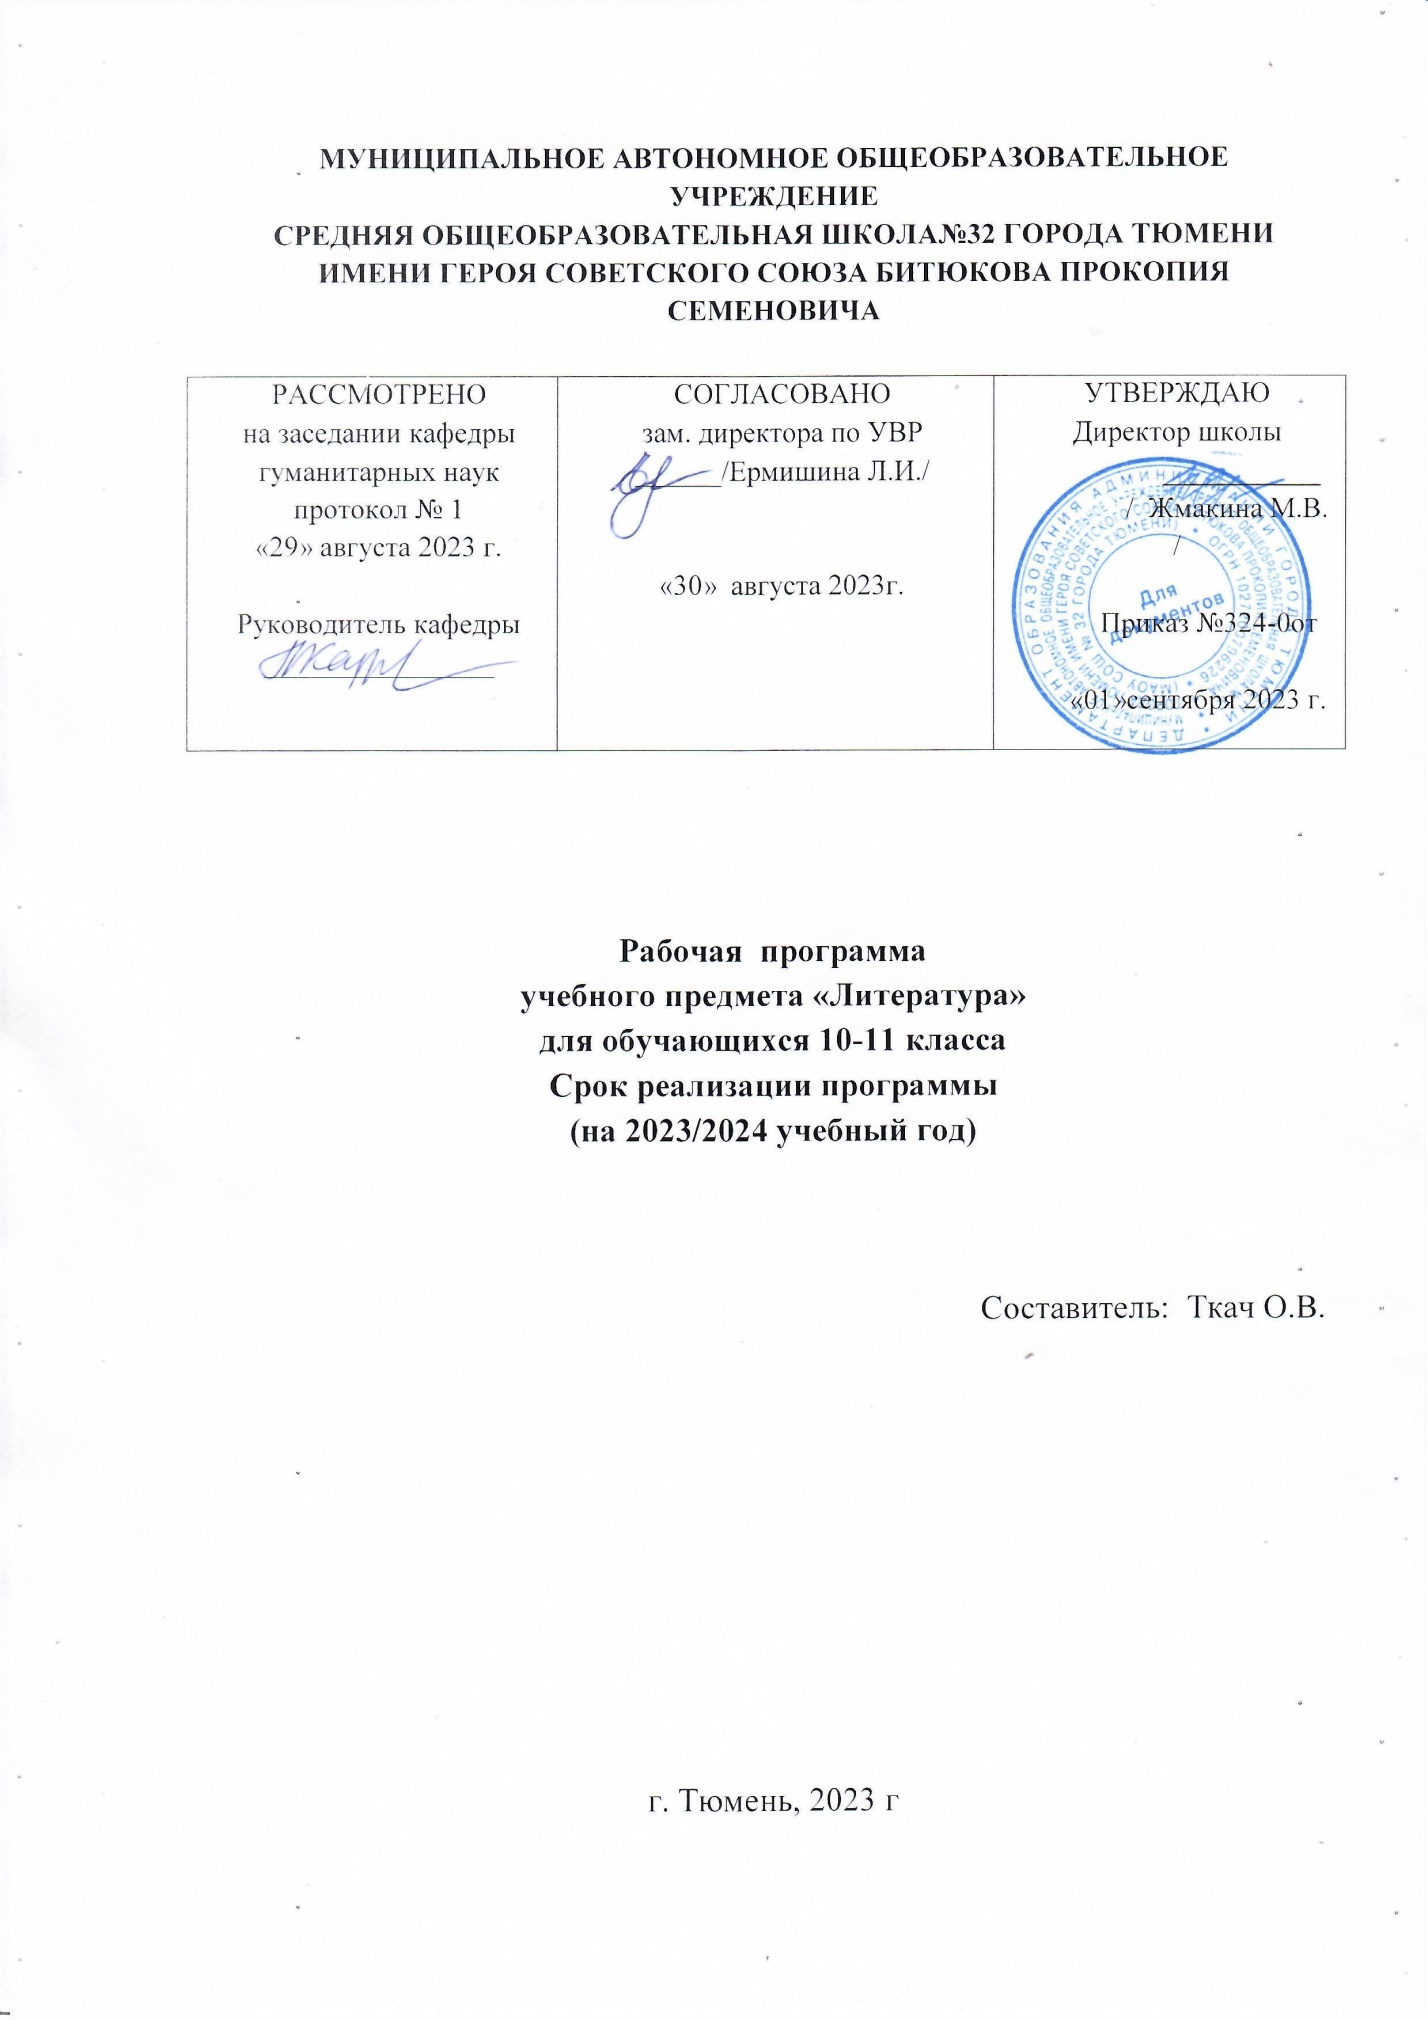 МУНИЦИПАЛЬНОЕ АВТОНОМНОЕ ОБЩЕОБРАЗОВАТЕЛЬНОЕ
УЧРЕЖДЕНИЕ
СРЕДНЯЯ ОБЩЕОБРАЗОВАТЕЛЬНАЯ ШКОЛА№32 ГОРОДА ТЮМЕНИ
ИМЕНИ ГЕРОЯ СОВЕТСКОГО СОЮЗА БИТЮКОВА ПРОКОПИЯ
СЕМЕНОВИЧА
РАССМОТРЕНО
на заседании кафедры
гуманитарных наук
протокол № 1
«29» августа 2023 г.
Руководитель кафедры
СОГЛАСОВАНО
зам. директора по УВР
/Ермишина Л.И./
«30» августа 2023г.
УТВЕРЖДАЮ
Директор школы
/ Жмакина М.В.
/
Приказ №324-0от
«01»сентября 2023 г.
Для
документов
Рабочая программа
учебного предмета «Литература»
для обучающихся 10-11 класса
Срок реализации программы
(на 2023/2024 учебный год)
Составитель: Ткач О.В.
г. Тюмень, 2023 г